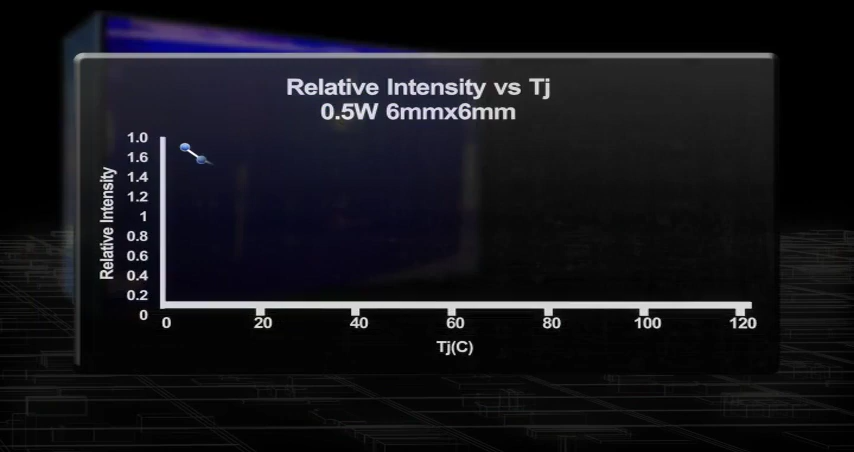 Relative Intensity vs Tj
0.5W 6mmx6mm
Relative Intensity
1.0
1.6
1.4
1.2
1
0.8
0.6
0.4
0.2
0
0 20 40 60 80 100 120
Tj(C)